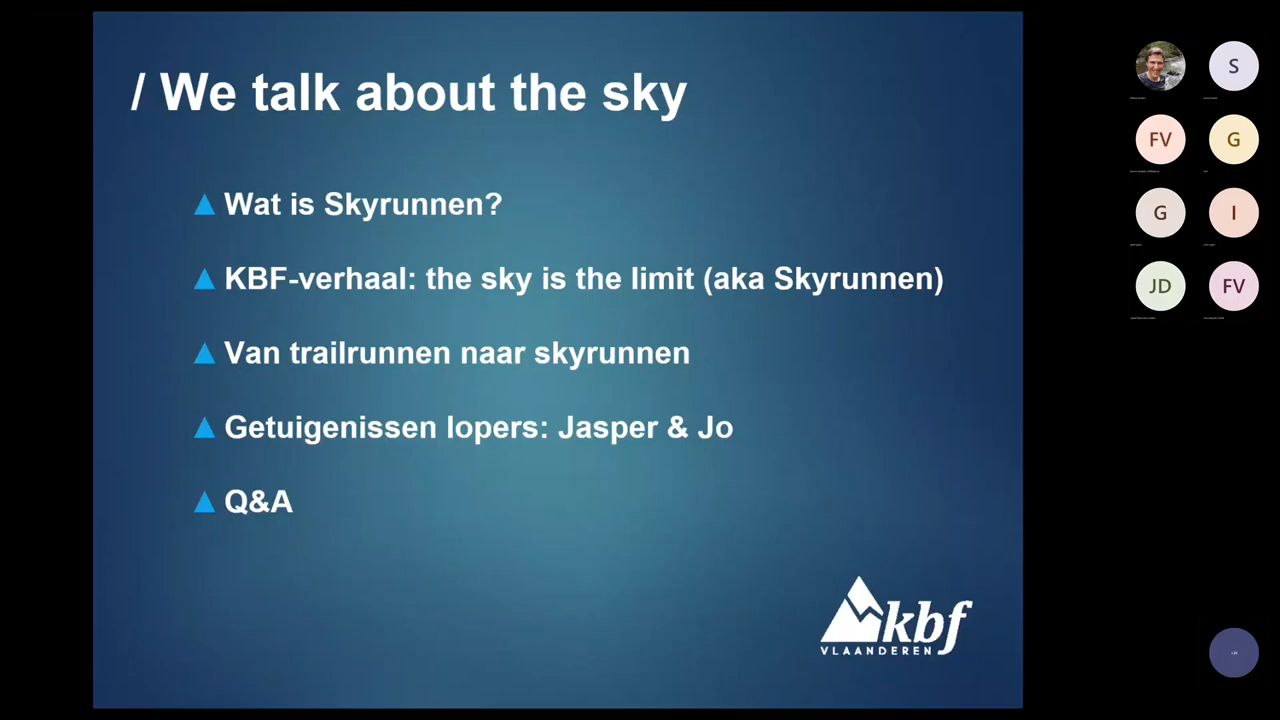 / We talk about the sky
Wat is Skyrunnen?
KBF-verhaal: the sky is the limit (aka Skyrunnen)
Van trailrunnen naar skyrunnen
Getuigenissen lopers: Jasper & Jo
Q&A
kbf
VLAANDEREN
S
FV
G
G
I
JD
FV